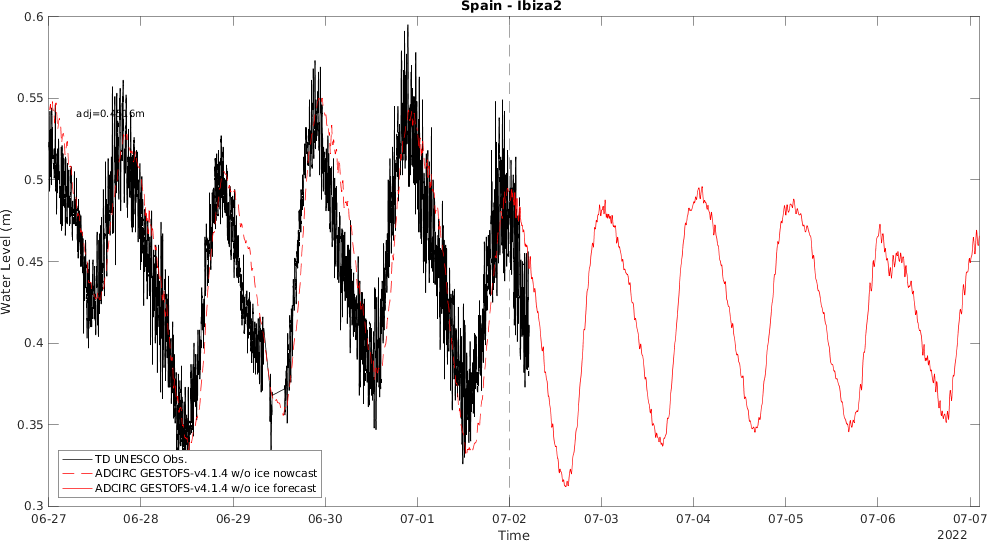 Spain - Ibiza2
0.6
0.55
0.5
0.45
0.4
0.35
0.3
Water Level (m)
TD UNESCO Obs.
ADCIRC GESTOFS-v4.1.4 w/o ice nowcast
ADCIRC GESTOFS-v4.1.4 w/o ice forecast
06-27 06-28 06-29 06-30 07-01 07-02 07-03 07-04 07-05 07-06 07-07
Time
2022